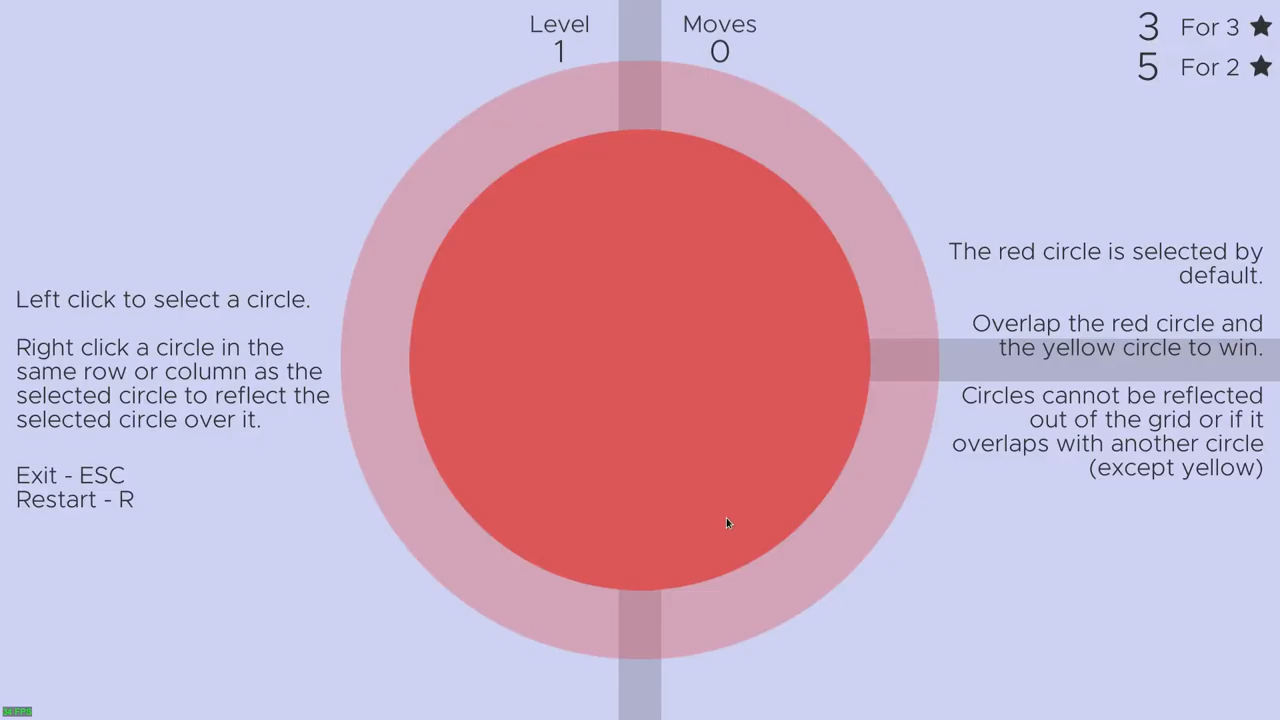 Level
1
Moves
0
3 For 3
5 For 2
Left click to select a circle.
Right click a circle in the
same row or column as the
selected circle to reflect the
selected circle over it.
Exit - ESC
Restart - R
The red circle is selected by
default.
Overlap the red circle and
the yellow circle to win.
Circles cannot be reflected
out of the grid or if it
overlaps with another circle
(except yellow)